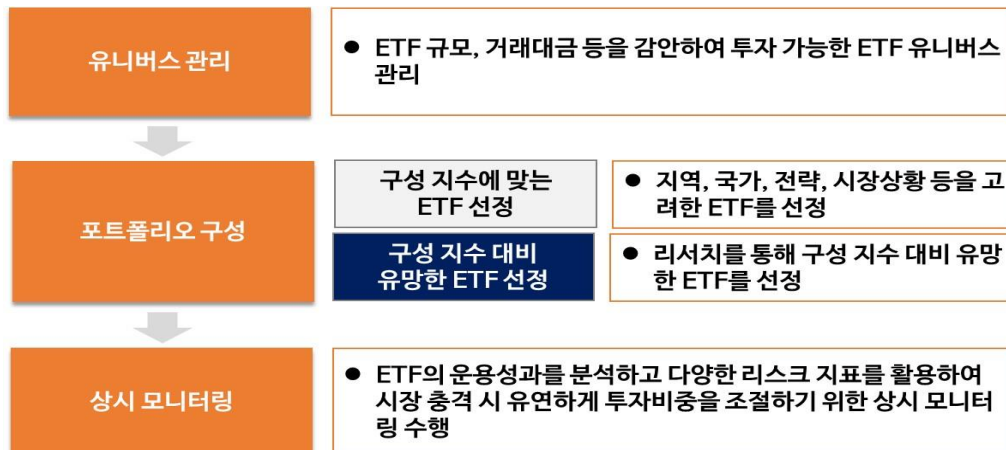 유니버스 관리
● ETF 규모, 거래대금 등을 감안하여 투자 가능한 ETF 유니버스
관리
포트폴리오 구성
구성 지수에 맞는
ETF 선정
● 지역, 국가, 전략, 시장상황 등을 고
려한 ETF를 선정
구성 지수 대비
유망한 ETF 선정
● 리서치를 통해 구성 지수 대비 유망
한 ETF를 선정
상시 모니터링
● ETF의 운용성과를 분석하고 다양한 리스크 지표를 활용하여
시장 충격 시 유연하게 투자비중을 조절하기 위한 상시 모니터
링 수행